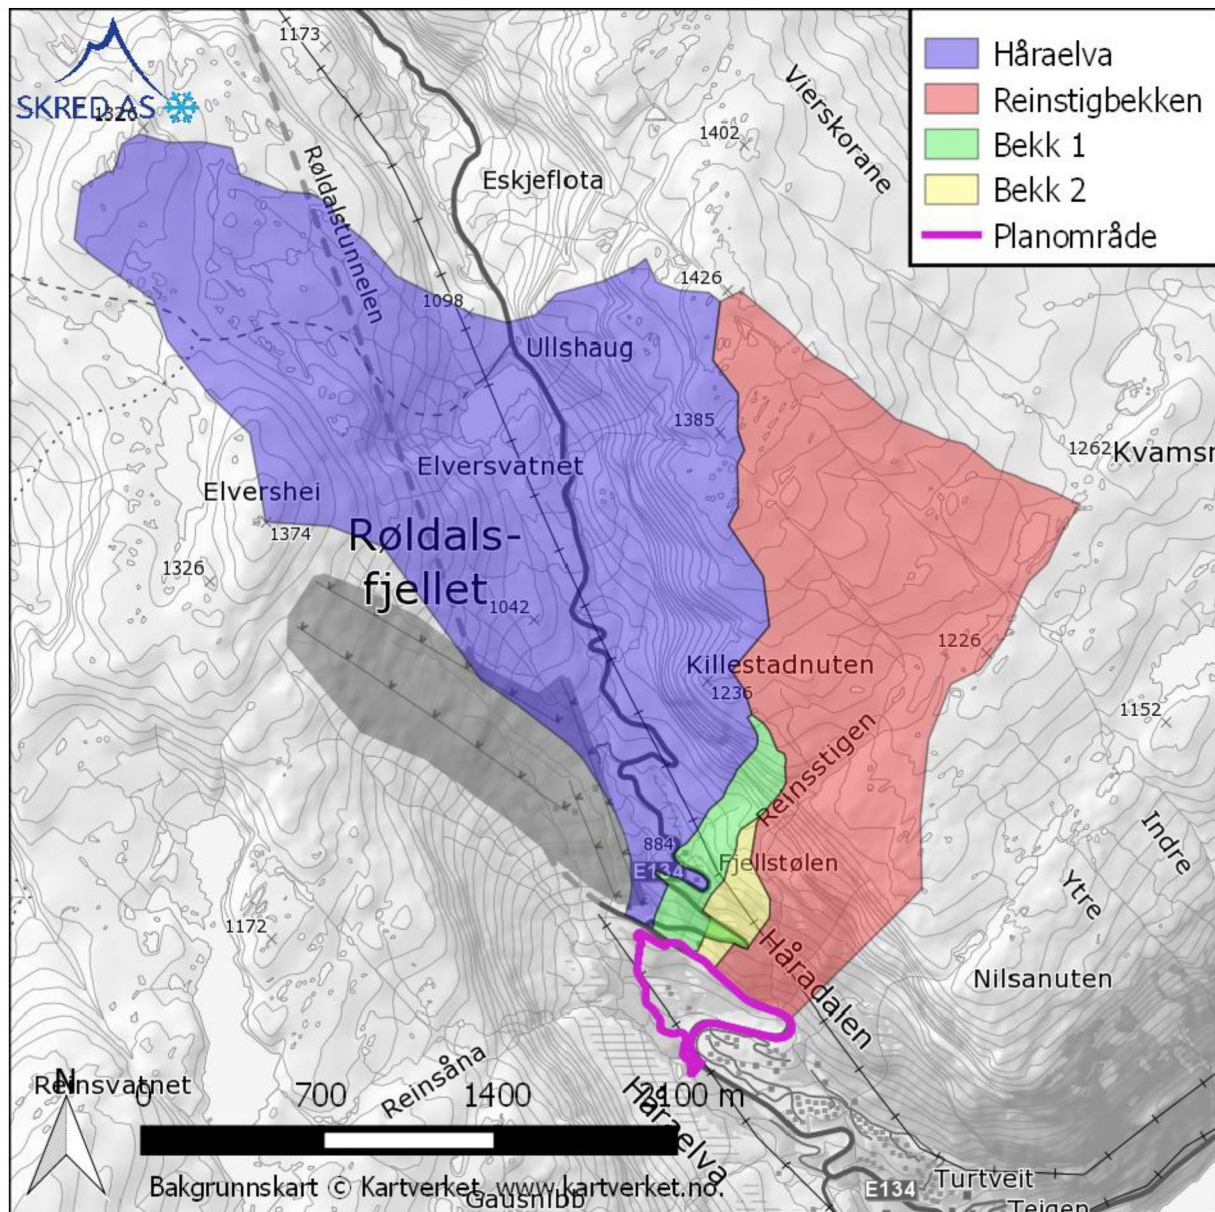 SKRED AS
1326
1173
Røldalstunnelen
Eskjeflota
1402
Vierskorane
Håraelva
Reinstigbekken
Bekk 1
Bekk 2
Planområde
1098
1426
Ullshaug
1385
Elversvatnet
1262
Elvershei
1374
Røldals-
fjellet
1326
1042
1226
Killestadnuten
1236
1152
Reinsstigen
Indre
884
E134
Fjellstølen
Ytre
1172
Håradalen
Nilsanuten
Reinsåna
N
Reinsvatnet
0
700
1400
2100 m
Håraelva
Bakgrunnskart © Kartverket, www.kartverket.no.
Gausnibb
E134
Turtveit
Teigen